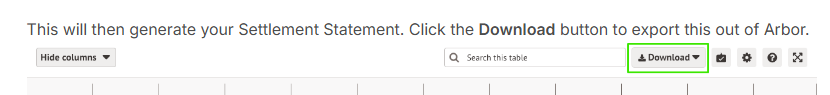 This will then generate your Settlement Statement. Click the Download button to export this out of Arbor.
Hide columns Search this table Download